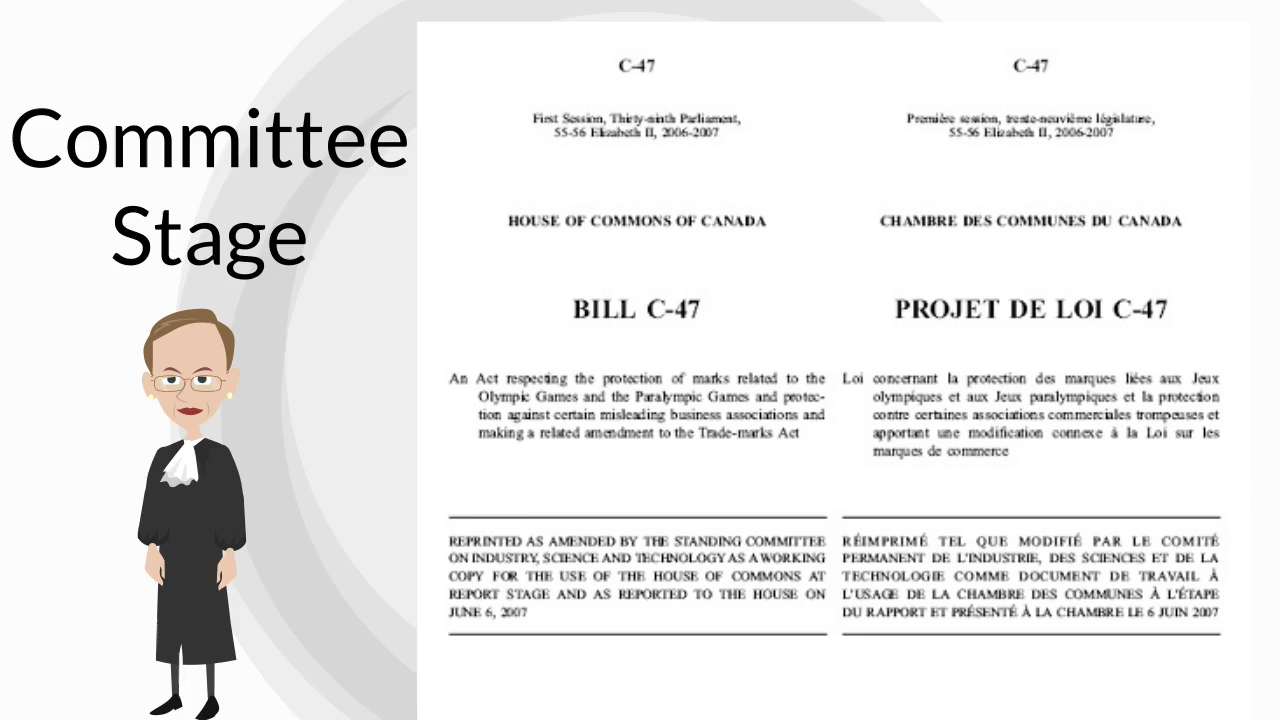 Committee
Stage
C-47
First Session, Thirty-ninth Parliament,
55-56 Elizabeth II, 2006-2007
HOUSE OF COMMONS OF CANADA
BILL C-47
An Act respecting the protection of marks related to the
Olympic Games and the Paralympic Games and protec-
tion against certain misleading business associations and
making a related amendment to the Trade-marks Act
REPRINTED AS AMENDED BY THE STANDING COMMITTEE
ON INDUSTRY, SCIENCE AND TECHNOLOGY AS A WORKING
COPY FOR THE USE OF THE HOUSE OF COMMONS AT
REPORT STAGE AND AS REPORTED TO THE HOUSE ON
JUNE 6, 2007
C-47
Première session, trente-neuvième législature,
55-56 Elizabeth II, 2006-2007
CHAMBRE DES COMMUNES DU CANADA
PROJET DE LOI C-47
Loi concernant la protection des marques liées aux Jeux
olympiques et aux Jeux paralympiques et la protection
contre certaines associations commerciales trompeuses et
apportant une modification connexe à la Loi sur les
marques de commerce
RÉIMPRIMÉ TEL QUE MODIFIÉ PAR LE COMITÉ
PERMANENT DE L'INDUSTRIE, DES SCIENCES ET DE LA
TECHNOLOGIE COMME DOCUMENT DE TRAVAIL À
L'USAGE DE LA CHAMBRE DES COMMUNES À L'ÉTAPE
DU RAPPORT ET PRÉSENTÉ À LA CHAMBRE LE 6 JUIN 2007